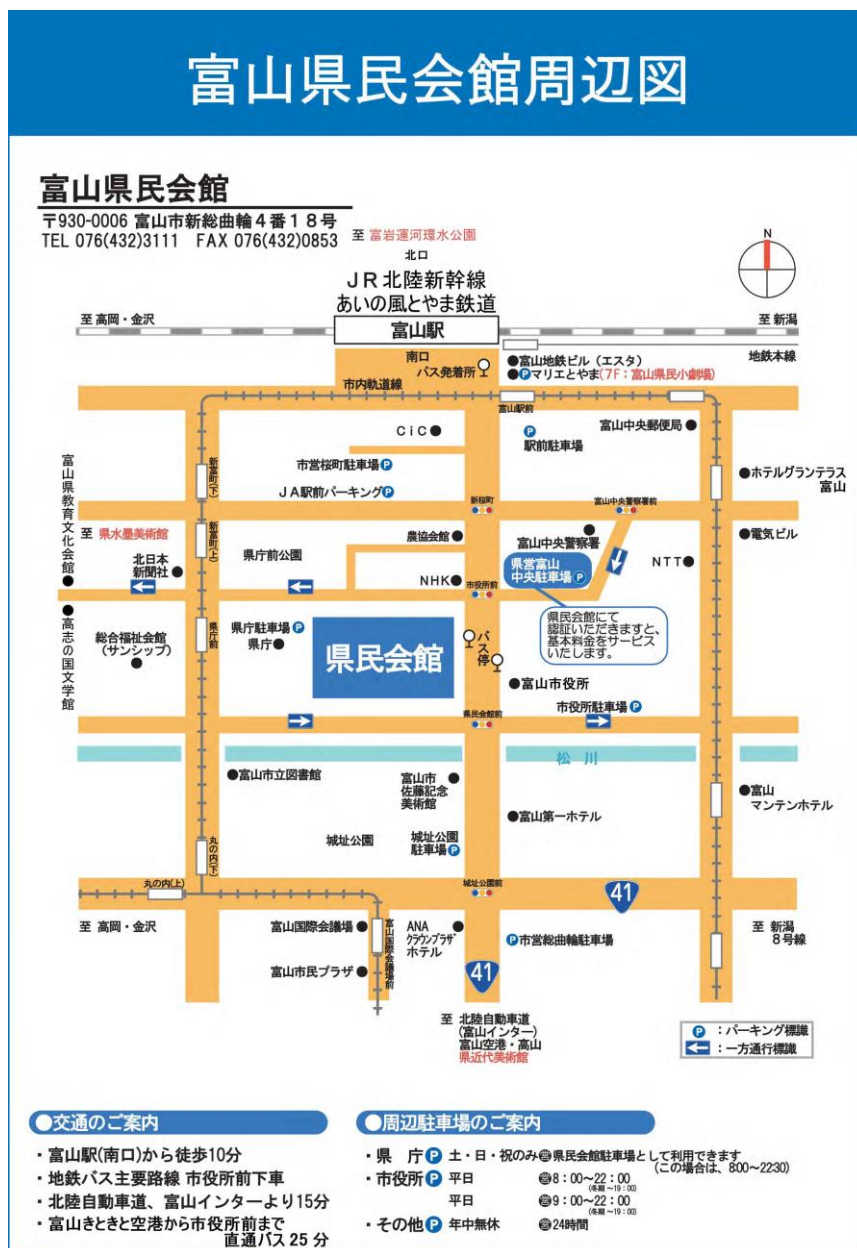 富山県民会館周辺図
富山県民会館
〒930-0006 富山市新総曲輪4番18号
TEL 076(432)3111 FAX 076(432)0853
至 富岩運河環水公園
北口
N
JR北陸新幹線
あいの風とやま鉄道
至 高岡・金沢
富山駅
至 新潟
南口
バス発着所
富山地鉄ビル(エスタ)
地鉄本線
Pマリエとやま(7F:富山県民小劇場)
市内軌道線
富山駅前
CiC
P
駅前駐車場
富山中央郵便局
市営桜町駐車場P
新富町(下)
ホテルグランテラス
富山
JA駅前パーキングP
新桜町
富山中央警察署前
富山県教育文化会館
至 県水墨美術館
新富町(上)
農協会館
富山中央警察署
電気ビル
北日本
新聞社
県庁前公園
県営富山
中央駐車場P
NTT
NHK
市役所前
高志の国文学館
総合福祉会館
(サンシップ)
県庁前
県庁駐車場P
県庁
県民会館
バス停
県民会館にて
認証いただきますと、
基本料金をサービス
いたします。
富山市役所
市役所駐車場P
県民会館前
松川
富山市立図書館
富山市
佐藤記念
美術館
富山
マンテンホテル
富山第一ホテル
城址公園
城址公園
駐車場P
丸の内(下)
丸の内(上)
城址公園前
41
至 高岡・金沢
富山国際会議場
富山国際会議場前
ANA
クラウンプラザ
ホテル
P市営総曲輪駐車場
至 新潟
8号線
富山市民プラザ
41
至 北陸自動車道
(富山インター)
富山空港・高山
県近代美術館
P:パーキング標識
:一方通行標識
●交通のご案内
・富山駅(南口)から徒歩10分
・地鉄バス主要路線 市役所前下車
・北陸自動車道、富山インターより15分
・富山きときと空港から市役所前まで
直通バス25分
●周辺駐車場のご案内
・県 庁P 土・日・祝のみ㊂県民会館駐車場として利用できます
(この場合は、8:00〜22:30)
・市役所P 平日 ㊂8:00〜22:00
(冬期〜19:00)
平日 ㊂9:00〜22:00
(冬期〜19:00)
・その他P 年中無休 ㊂24時間